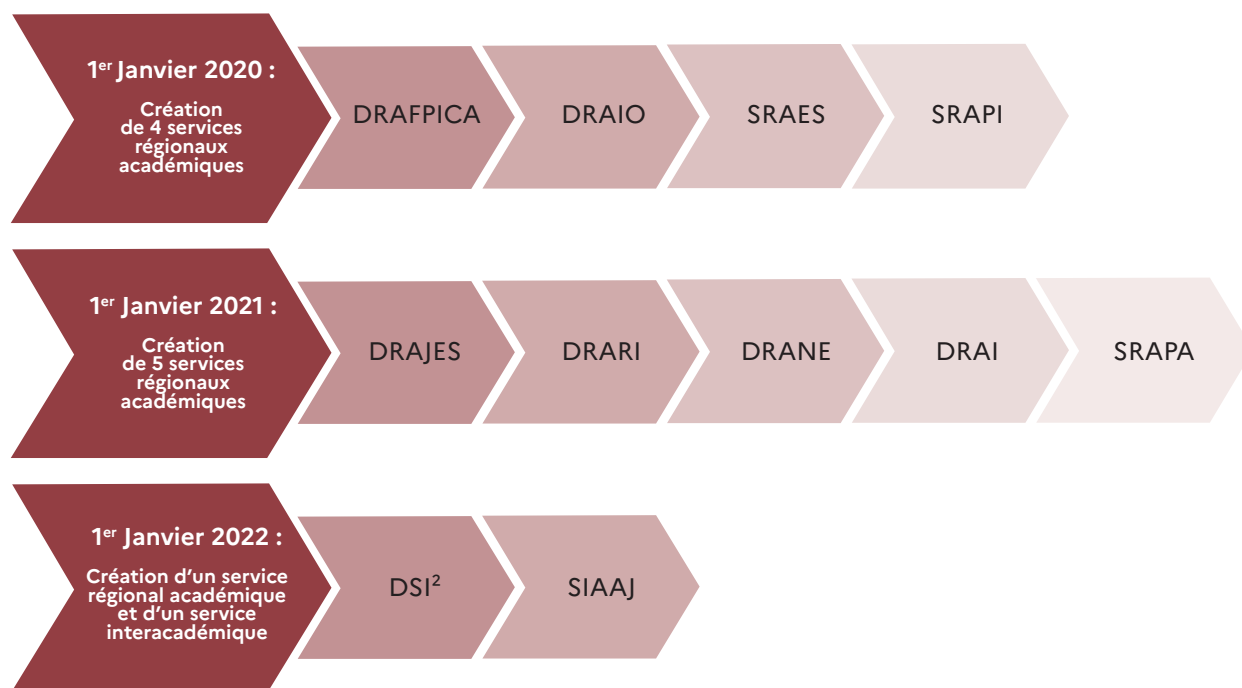 1er Janvier 2020 :
Création
de 4 services
régionaux
académiques
DRAFPICA
DRAIO
SRAES
SRAPI
1er Janvier 2021 :
Création
de 5 services
régionaux
académiques
DRAJES
DRARI
DRANE
DRAI
SRAPA
1er Janvier 2022 :
Création d’un service
régional académique
et d’un service
interacadémique
DSI²
SIAAJ